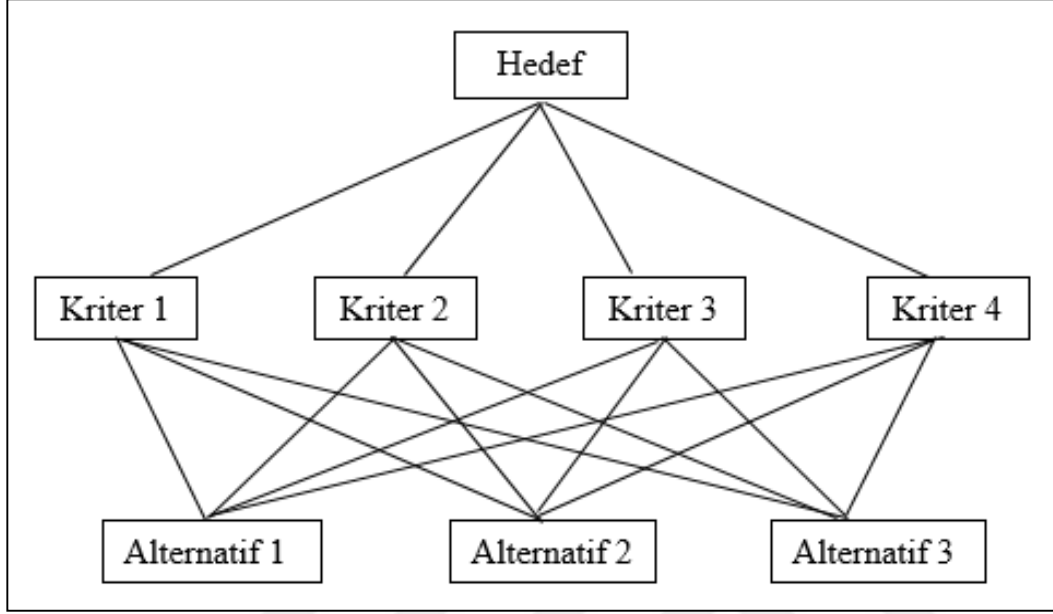 Hedef
Kriter 1
Kriter 2
Kriter 3
Kriter 4
Alternatif 1
Alternatif 2
Alternatif 3